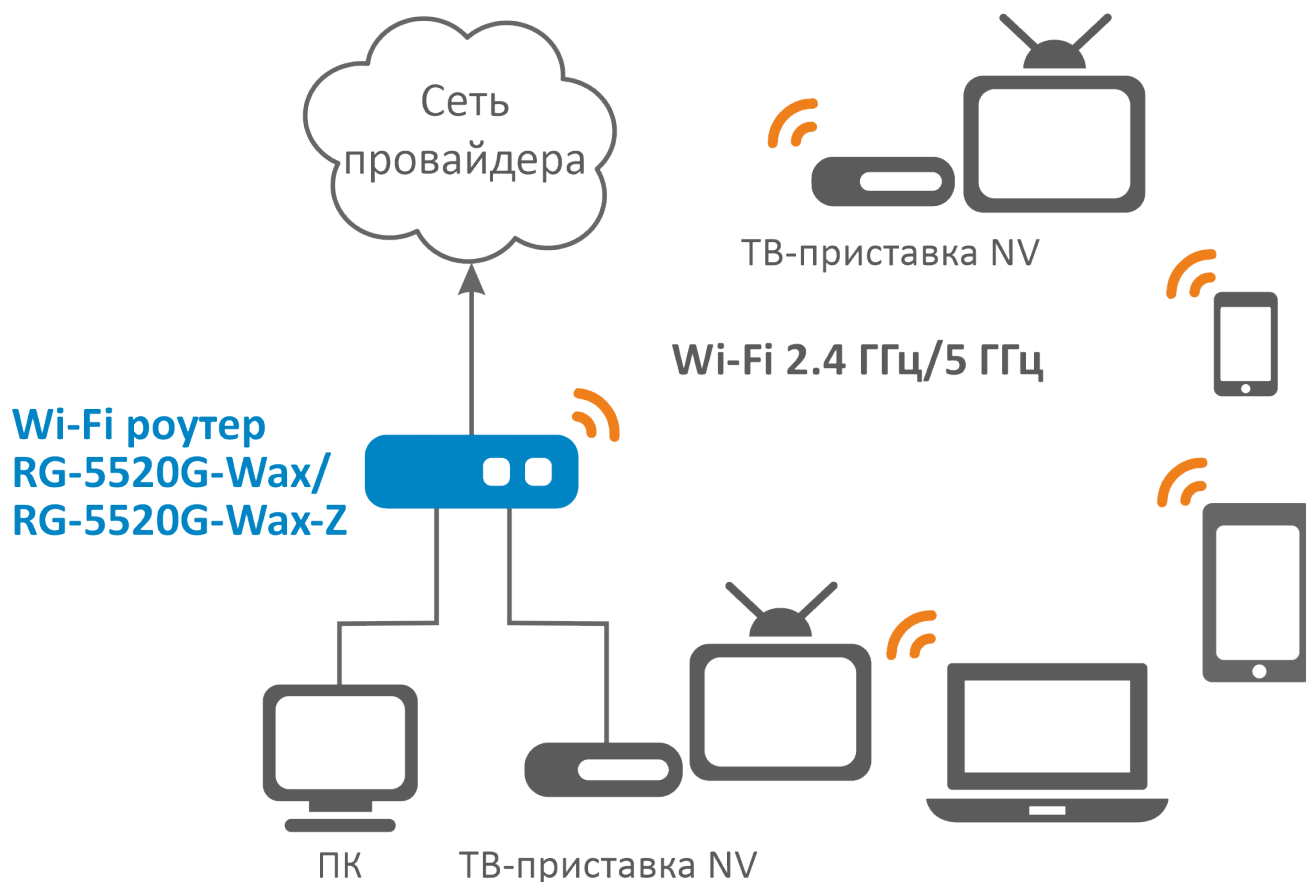 Сеть
провайдера
ТВ-приставка NV
Wi-Fi 2.4 ГГц/5 ГГц
Wi-Fi роутер
RG-5520G-Wax/
RG-5520G-Wax-Z
ПК
ТВ-приставка NV